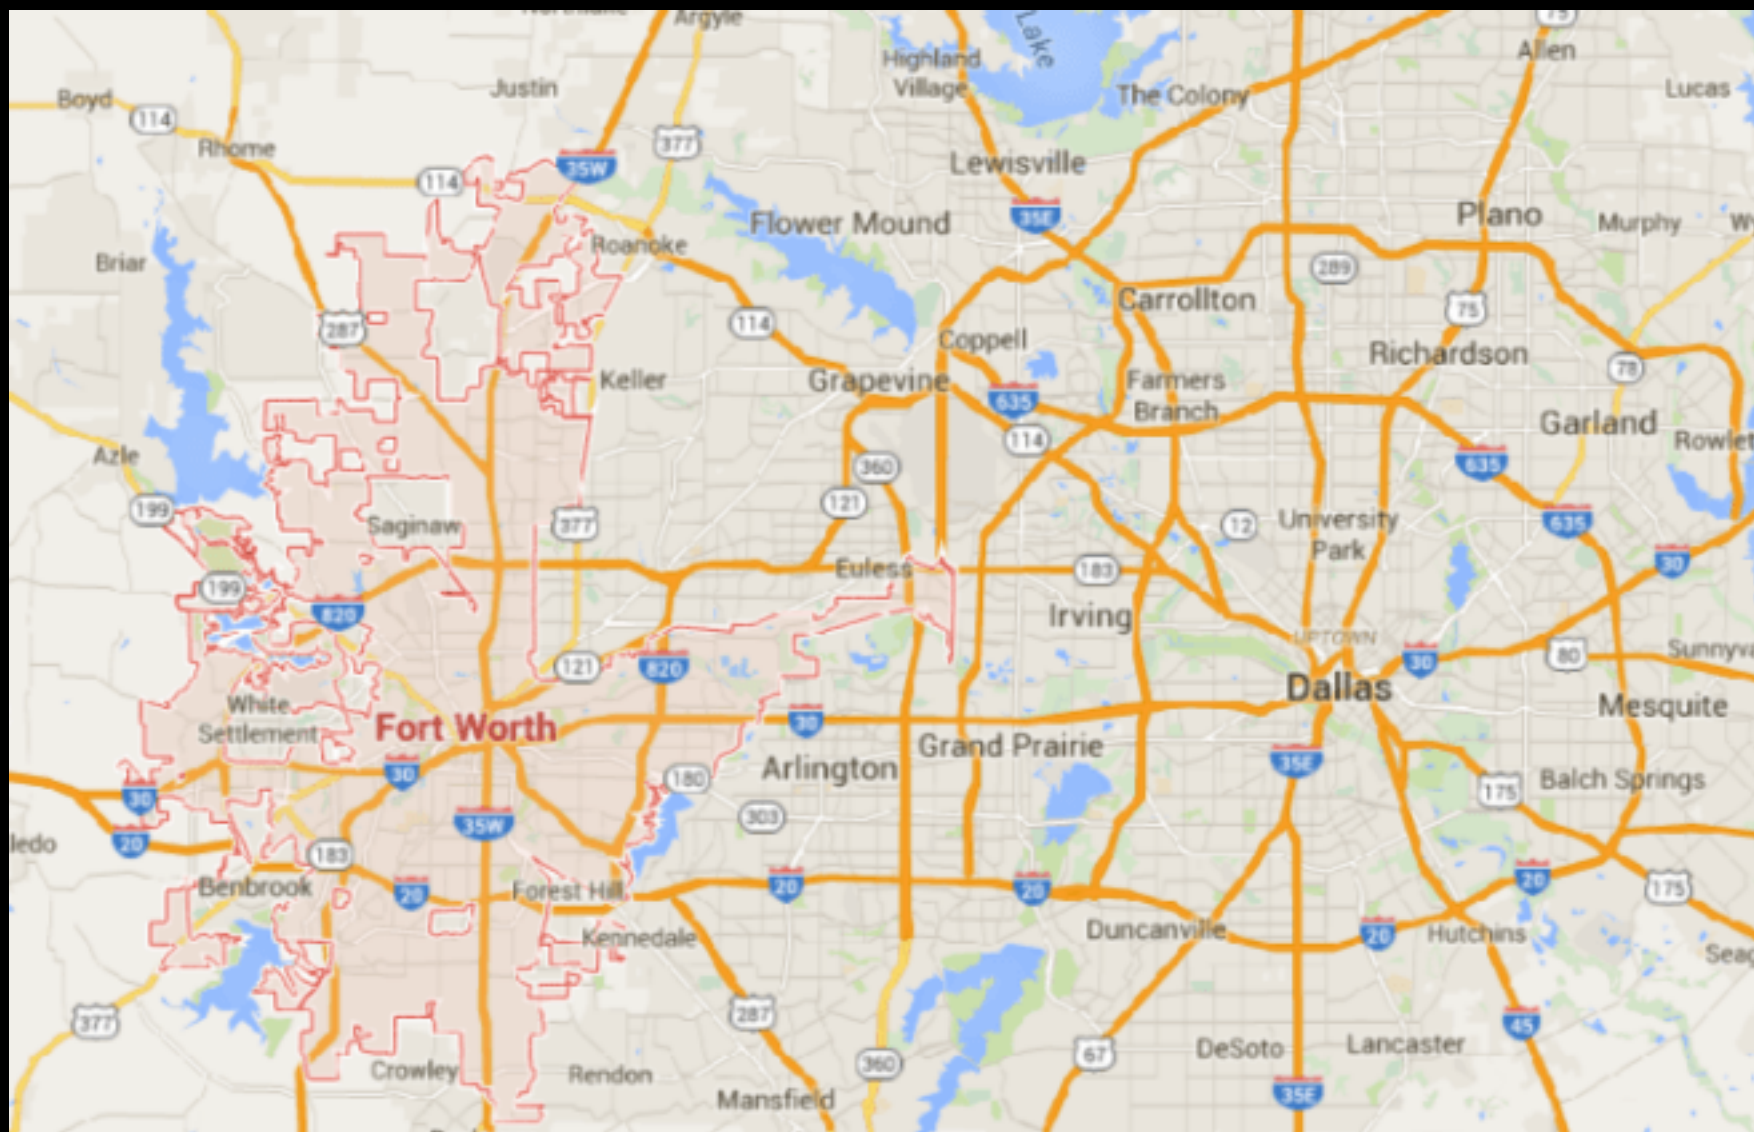 Argyle
75
Allen
Highland
Village
Lake
Justin
The Colony
Lucas
Boyd
114
Rhome
377
35W
114
Lewisville
35E
Flower Mound
Plano
Murphy
Roanoke
Briar
289
Carrollton
75
287
114
Coppell
Richardson
78
Keller
Grapevine
635
Farmers
Branch
Garland
114
Azle
360
635
199
121
Saginaw
377
12
University
Park
635
30
Euless
183
199
820
Irving
UPTOWN
121
820
30
80
Dallas
White
Settlement
Fort Worth
30
Mesquite
Grand Prairie
Arlington
30
180
35E
Balch Springs
30
175
303
35W
20
183
Benbrook
20
Forest Hill
20
20
20
175
Kennedale
Duncanville
20
Hutchins
377
287
45
67
DeSoto
Lancaster
360
Crowley
Rendon
35E
Mansfield